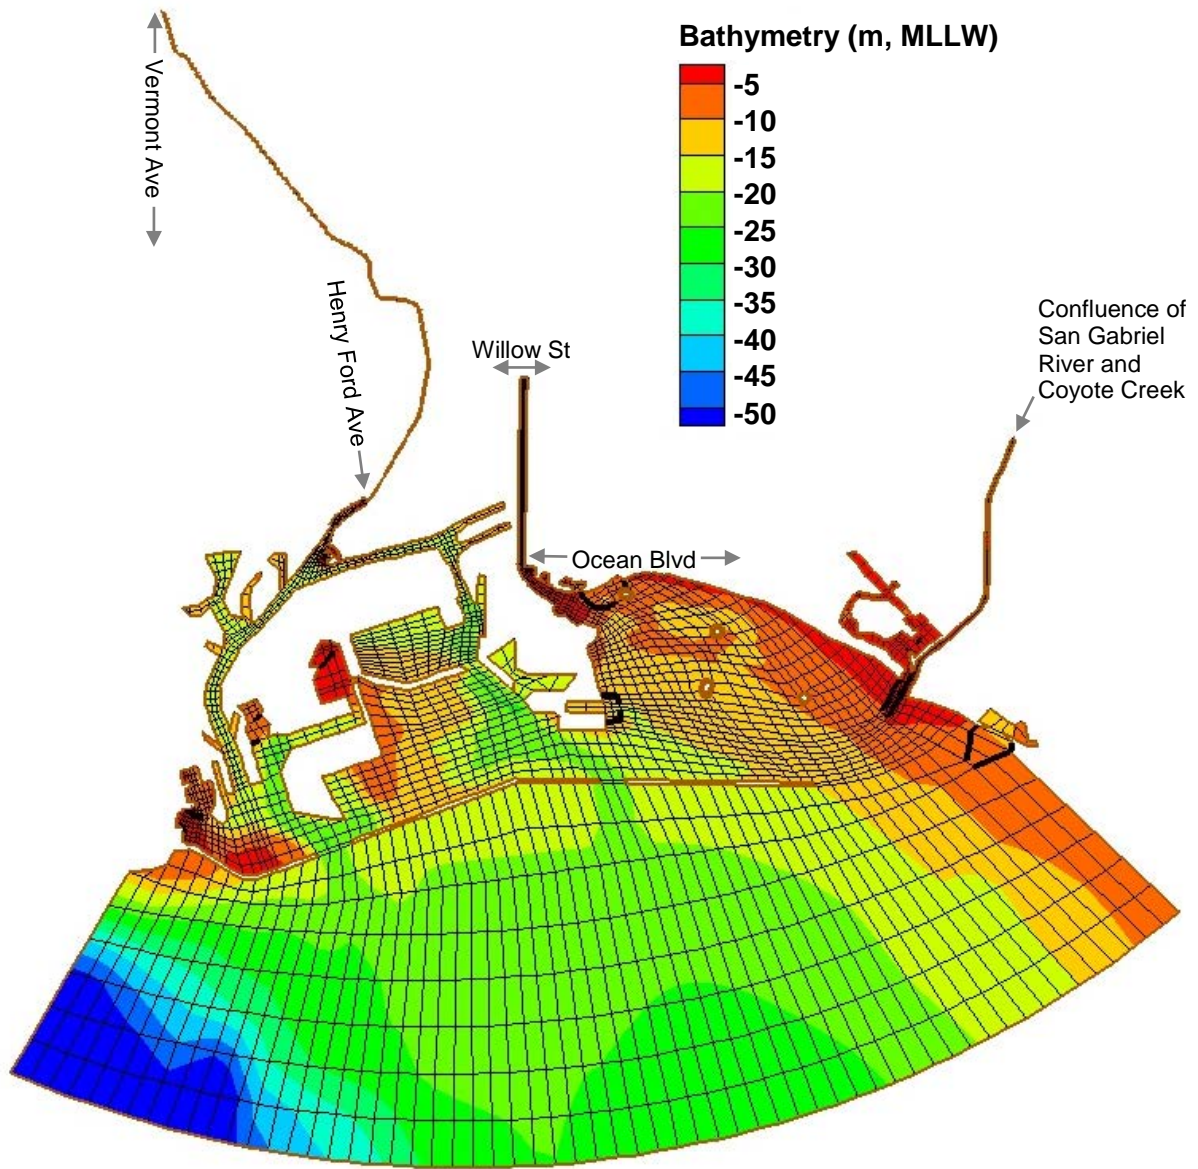 Bathymetry (m, MLLW)
-5
-10
-15
-20
-25
-30
-35
-40
-45
-50
Vermont Ave
Henry Ford Ave
Willow St
Confluence of
San Gabriel
River and
Coyote Creek
Ocean Blvd